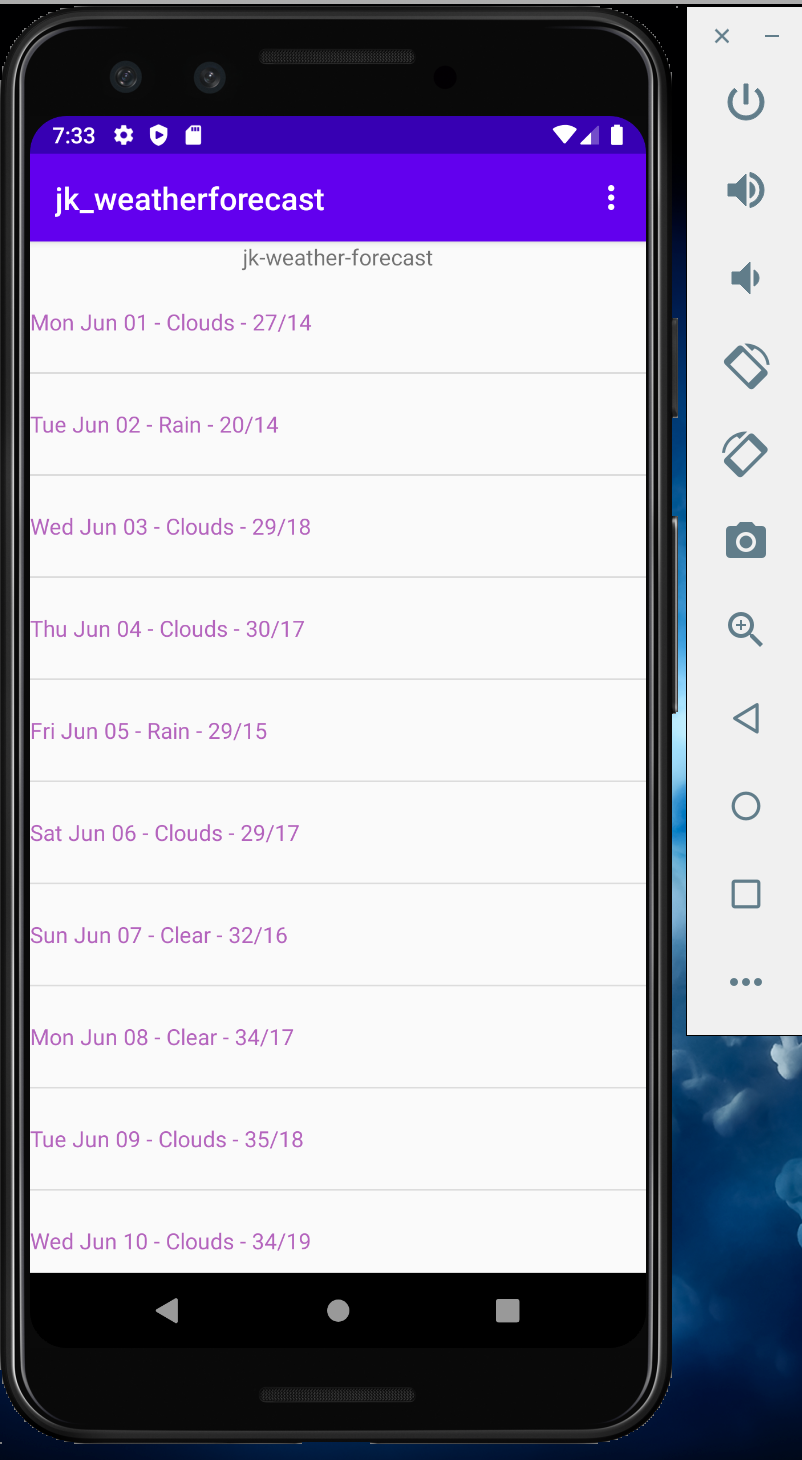 7:33
jk_weatherforecast
jk-weather-forecast
Mon Jun 01 - Clouds - 27/14
Tue Jun 02 - Rain - 20/14
Wed Jun 03 - Clouds - 29/18
Thu Jun 04 - Clouds - 30/17
Fri Jun 05 - Rain - 29/15
Sat Jun 06 - Clouds - 29/17
Sun Jun 07 - Clear - 32/16
Mon Jun 08 - Clear - 34/17
Tue Jun 09 - Clouds - 35/18
Wed Jun 10 - Clouds - 34/19